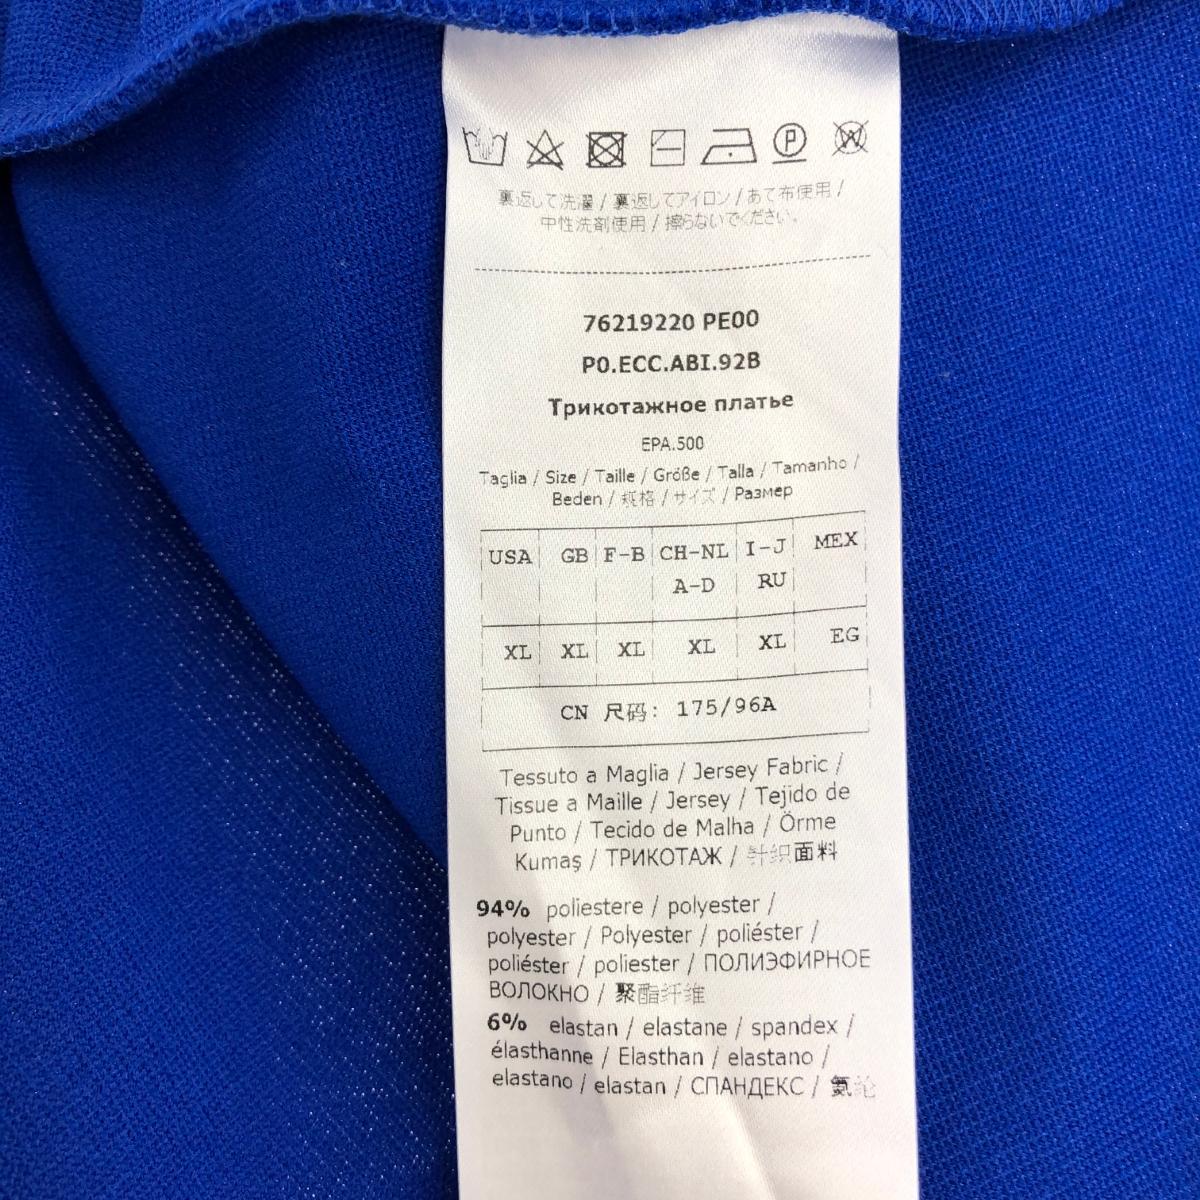 P W
裏返して洗濯 / 裏返してアイロン / あて布使用 /
中性洗剤使用 / 擦らないでください。
76219220 PE00
P0.ECC.ABI.92B
Трикотажное платье
EPA.500
Taglia / Size / Taille / Größe / Talla / Tamanho /
Beden / 规格 / サイズ / Размер
USA GB F-B CH-NL I-J MEX
A-D RU
XL XL XL XL XL EG
CN 尺码: 175/96A
Tessuto a Maglia / Jersey Fabric /
Tissue a Maille / Jersey / Tejido de
Punto / Tecido de Malha / Örme
Kumaş / ТРИКОТАЖ / 针织面料
94% poliestere / polyester /
polyester / Polyester / poliéster /
poliéster / poliester / ПОЛИЭФИРНОЕ
ВОЛОКНО / 聚酯纤维
6% elastan / elastane / spandex /
élasthanne / Elasthan / elastano /
elastano / elastan / СПАНДЕКС / 氨纶